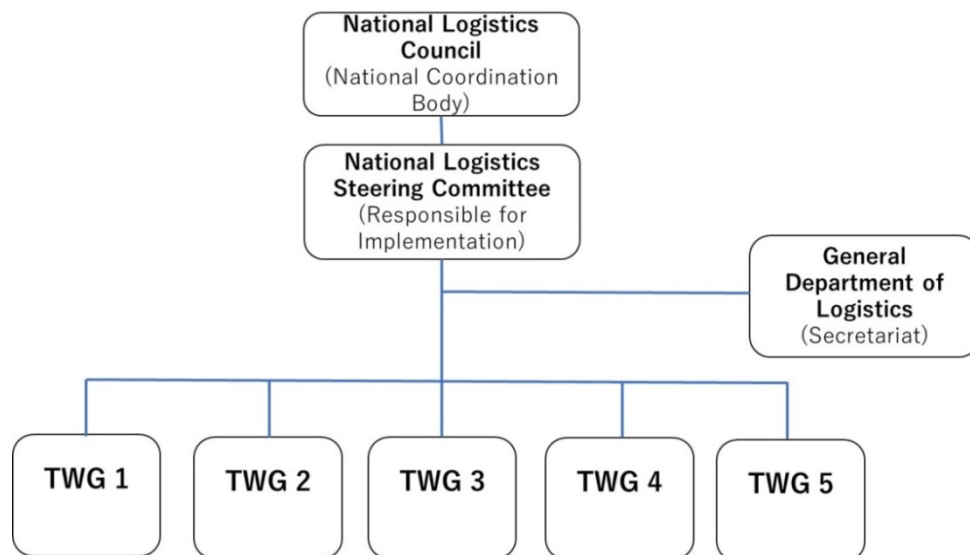 National Logistics
Council
(National Coordination
Body)
National Logistics
Steering Committee
(Responsible for
Implementation)
General
Department of
Logistics
(Secretariat)
TWG 1
TWG 2
TWG 3
TWG 4
TWG 5